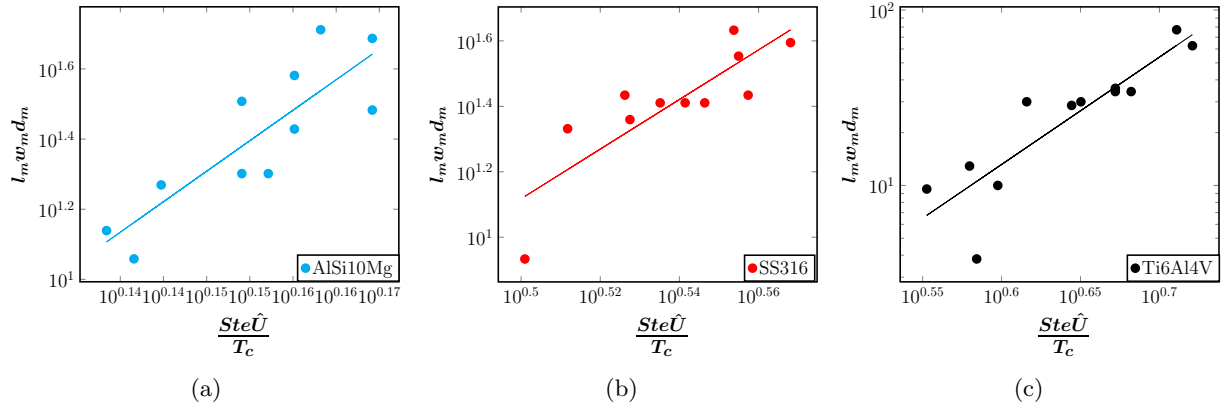 10^1.6
10^1.4
10^1.2
10^1
l_m w_m d_m
10^0.14 10^0.14 10^0.15 10^0.15 10^0.16 10^0.16 10^0.17
AlSi10Mg
SteÛ
T_c
(a)
10^1.6
10^1.4
10^1.2
10^1
l_m w_m d_m
10^0.5 10^0.52 10^0.54 10^0.56
SS316
SteÛ
T_c
(b)
10^2
10^1
l_m w_m d_m
10^0.55 10^0.6 10^0.65 10^0.7
Ti6Al4V
SteÛ
T_c
(c)